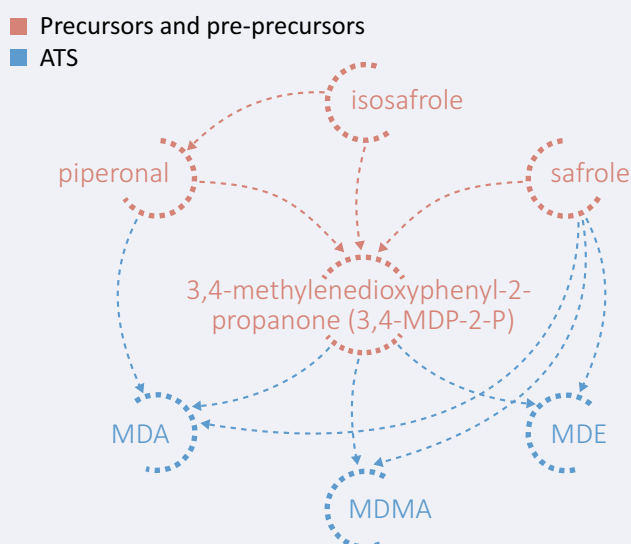 Precursors and pre-precursors
ATS
isosafrole
piperonal
safrole
3,4-methylenedioxyphenyl-2-
propanone (3,4-MDP-2-P)
MDA
MDE
MDMA